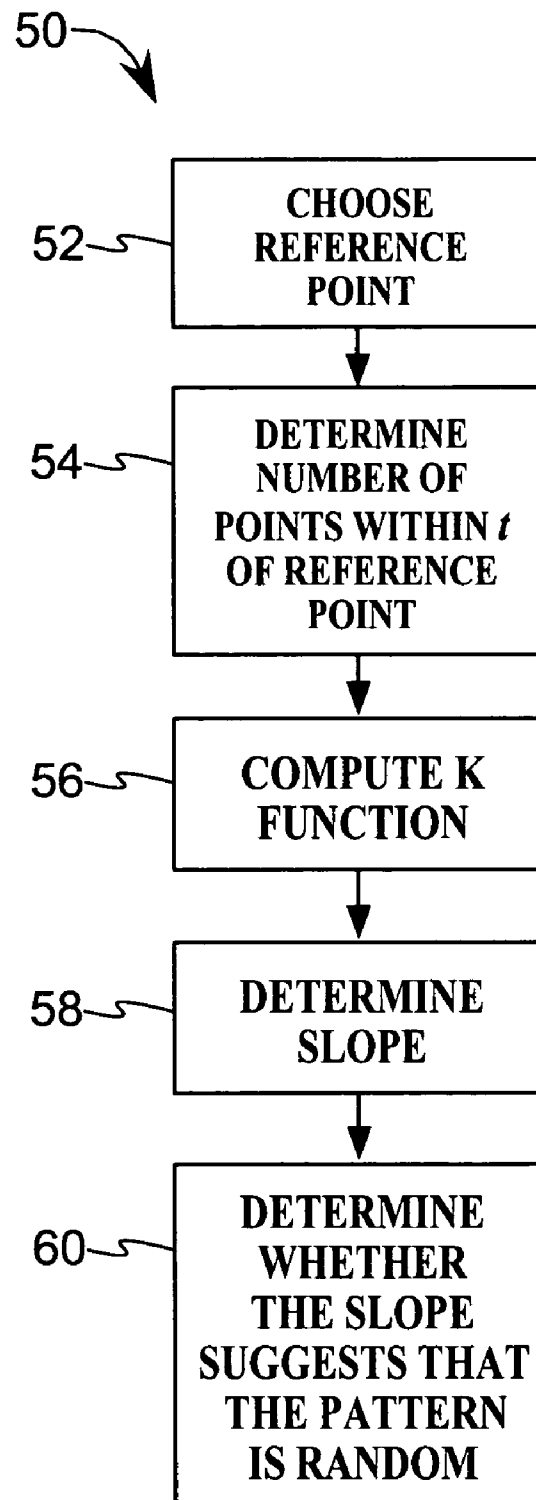 50
52
CHOOSE
REFERENCE
POINT
54
DETERMINE
NUMBER OF
POINTS WITHIN t
OF REFERENCE
POINT
56
COMPUTE K
FUNCTION
58
DETERMINE
SLOPE
60
DETERMINE
WHETHER
THE SLOPE
SUGGESTS THAT
THE PATTERN
IS RANDOM